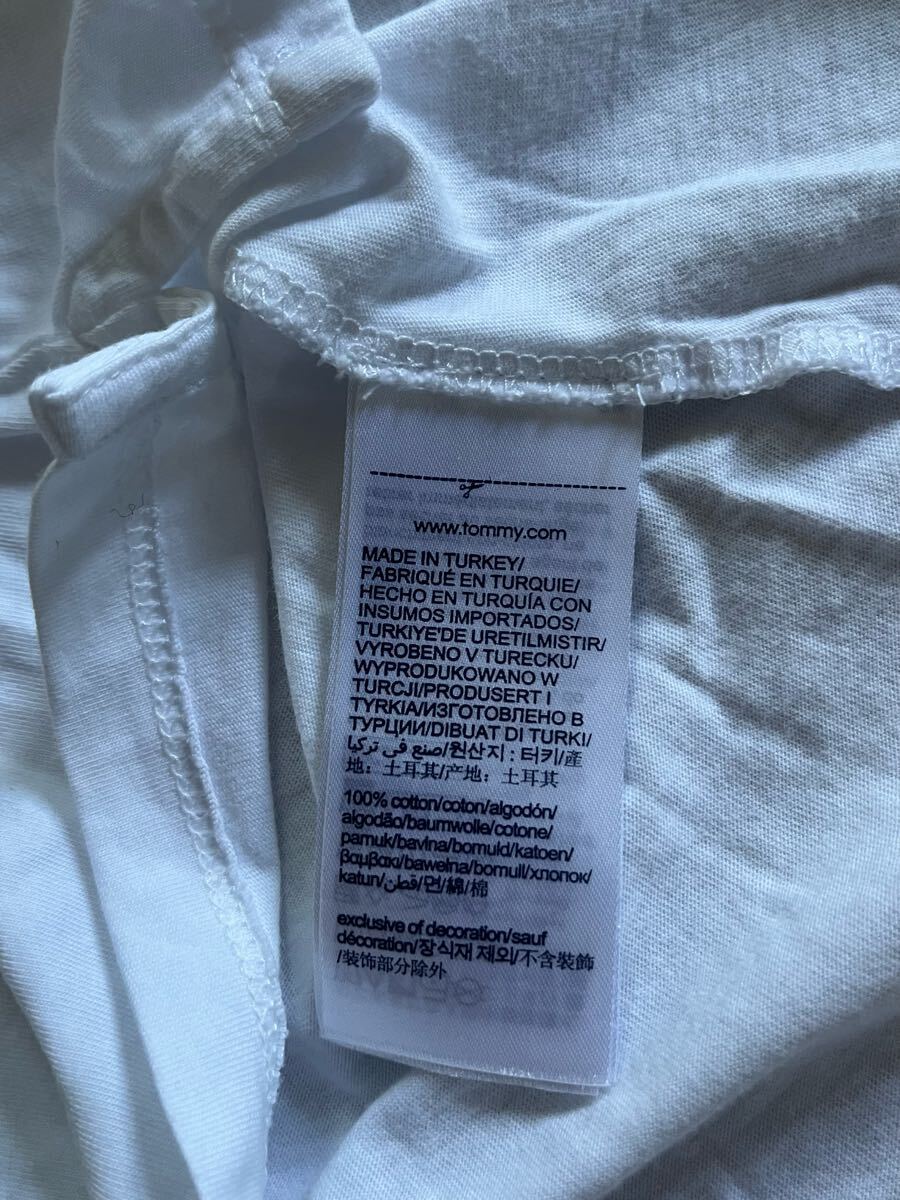 www.tommy.com
MADE IN TURKEY/
FABRIQUÉ EN TURQUIE/
HECHO EN TURQUÍA CON
INSUMOS IMPORTADOS/
TURKIYE'DE URETILMISTIR/
VYROBENO V TURECKU/
WYPRODUKOWANO W
TURCJI/PRODUSERT I
TYRKIA/ИЗГОТОВЛЕНО В
ТУРЦИИ/DIBUAT DI TURKI/
صنع في تركيا/원산지 : 터키/產
地：土耳其/产地：土耳其
100% cotton/coton/algodón/
algodão/baumwolle/cotone/
pamuk/bavlna/bomuld/katoen/
βαμβακι/bawełna/bomull/хлопок/
katun/قطن/면/綿/棉
exclusive of decoration/sauf
décoration/장식재 제외/不含裝飾
/装饰部分除外